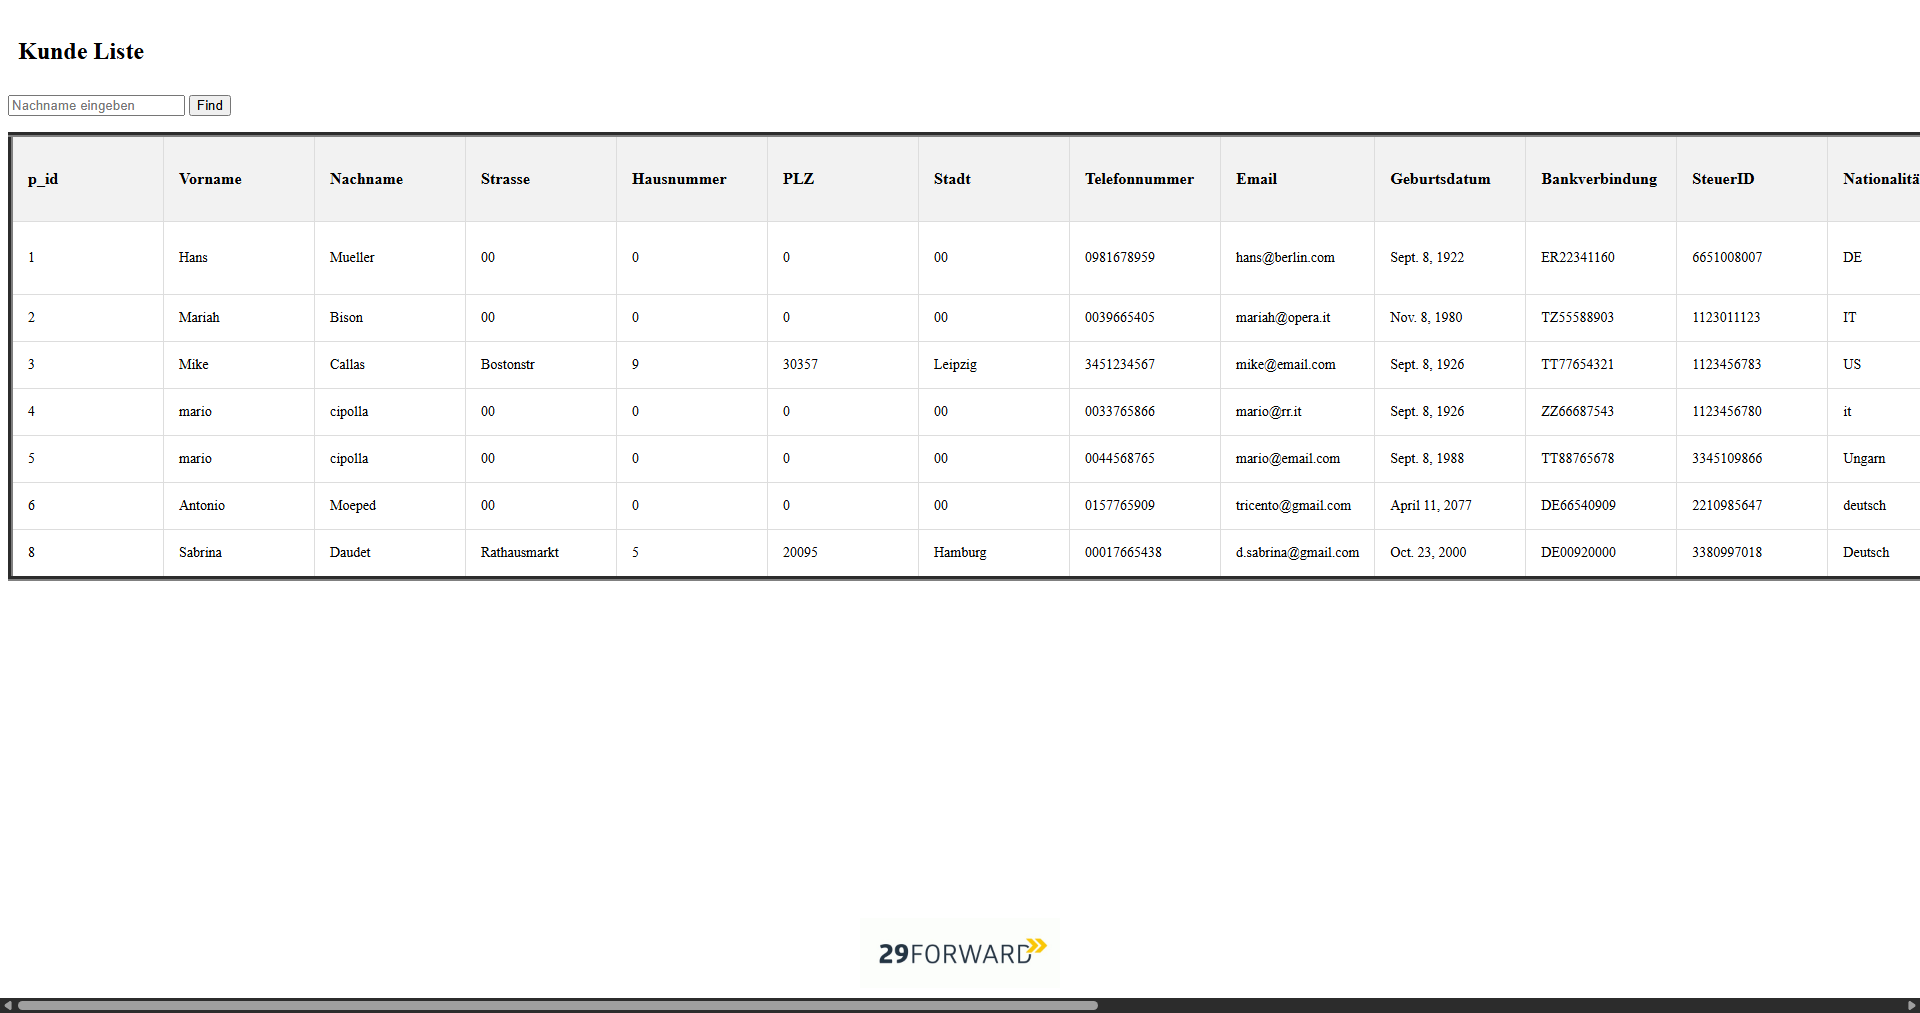 Kunde Liste
Nachname eingeben Find
p_id Vorname Nachname Strasse Hausnummer PLZ Stadt Telefonnummer Email Geburtsdatum Bankverbindung SteuerID Nationalitä
1 Hans Mueller 00 0 0 00 0981678959 hans@berlin.com Sept. 8, 1922 ER22341160 6651008007 DE
2 Mariah Bison 00 0 0 00 0039665405 mariah@opera.it Nov. 8, 1980 TZ55588903 1123011123 IT
3 Mike Callas Bostonstr 9 30357 Leipzig 3451234567 mike@email.com Sept. 8, 1926 TT77654321 1123456783 US
4 mario cipolla 00 0 0 00 0033765866 mario@rr.it Sept. 8, 1926 ZZ66687543 1123456780 it
5 mario cipolla 00 0 0 00 0044568765 mario@email.com Sept. 8, 1988 TT88765678 3345109866 Ungarn
6 Antonio Moeped 00 0 0 00 0157765909 tricento@gmail.com April 11, 2077 DE66540909 2210985647 deutsch
8 Sabrina Daudet Rathausmarkt 5 20095 Hamburg 00017665438 d.sabrina@gmail.com Oct. 23, 2000 DE00920000 3380997018 Deutsch
29FORWARD